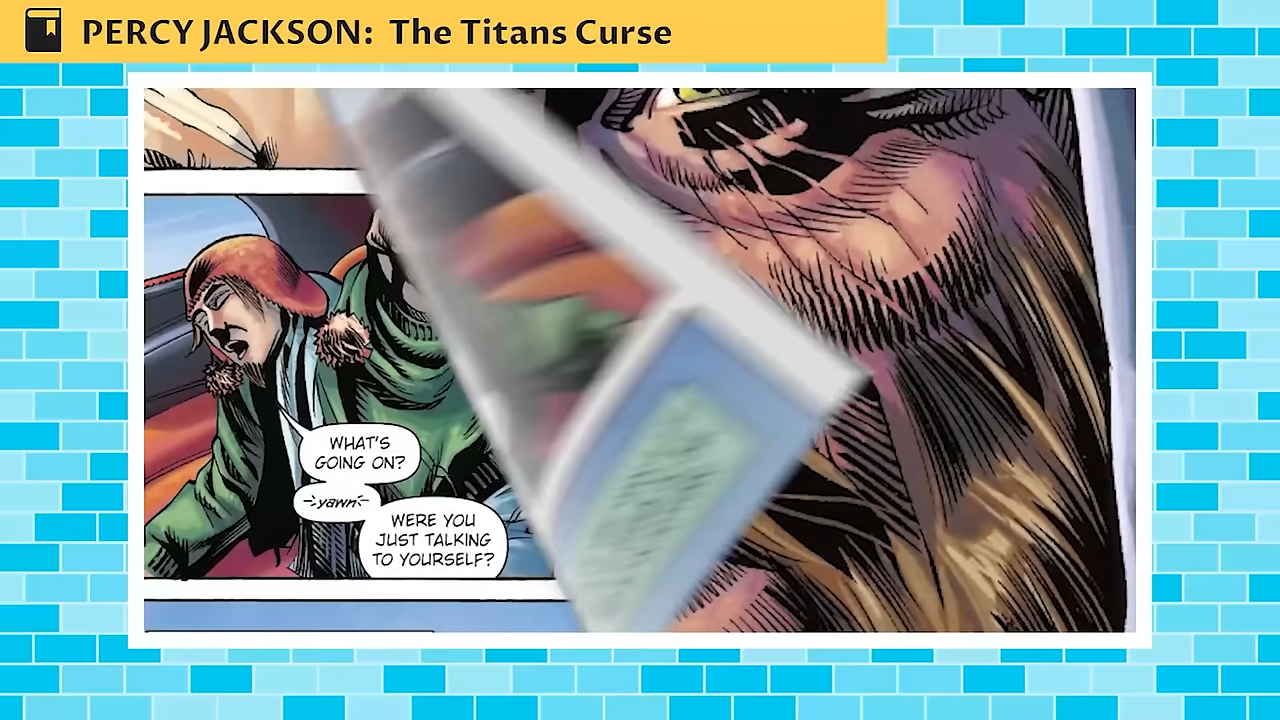 PERCY JACKSON: The Titans Curse
WHAT'S
GOING ON?
yawn
WERE YOU
JUST TALKING
TO YOURSELF?